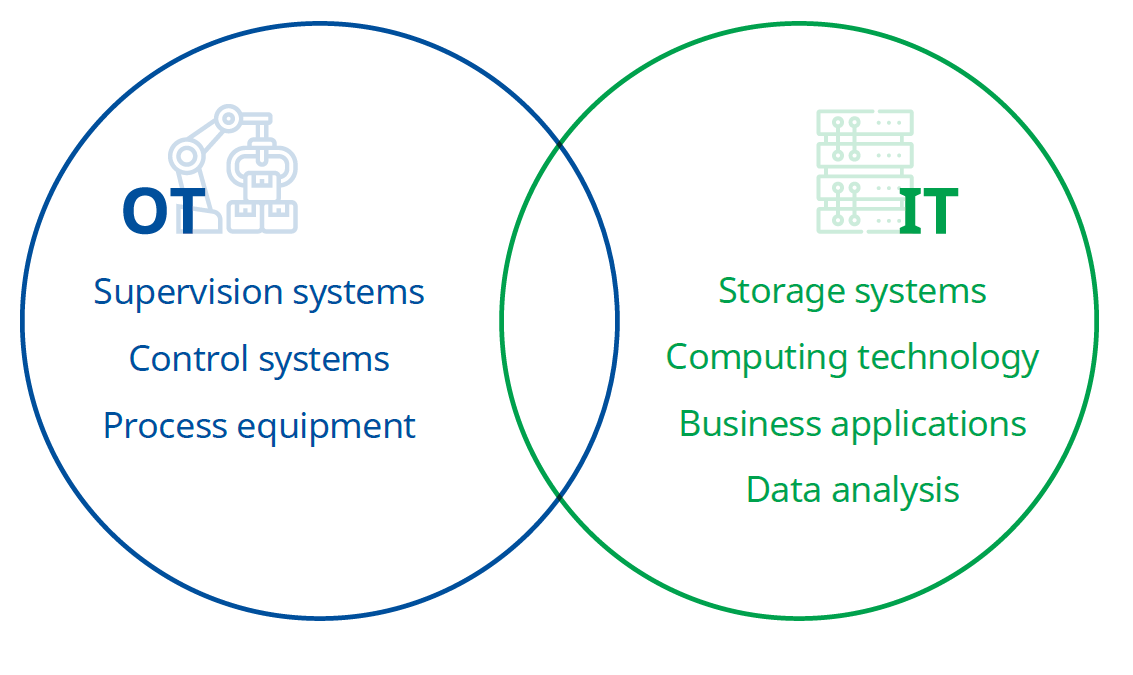 OT
Supervision systems
Control systems
Process equipment
IT
Storage systems
Computing technology
Business applications
Data analysis